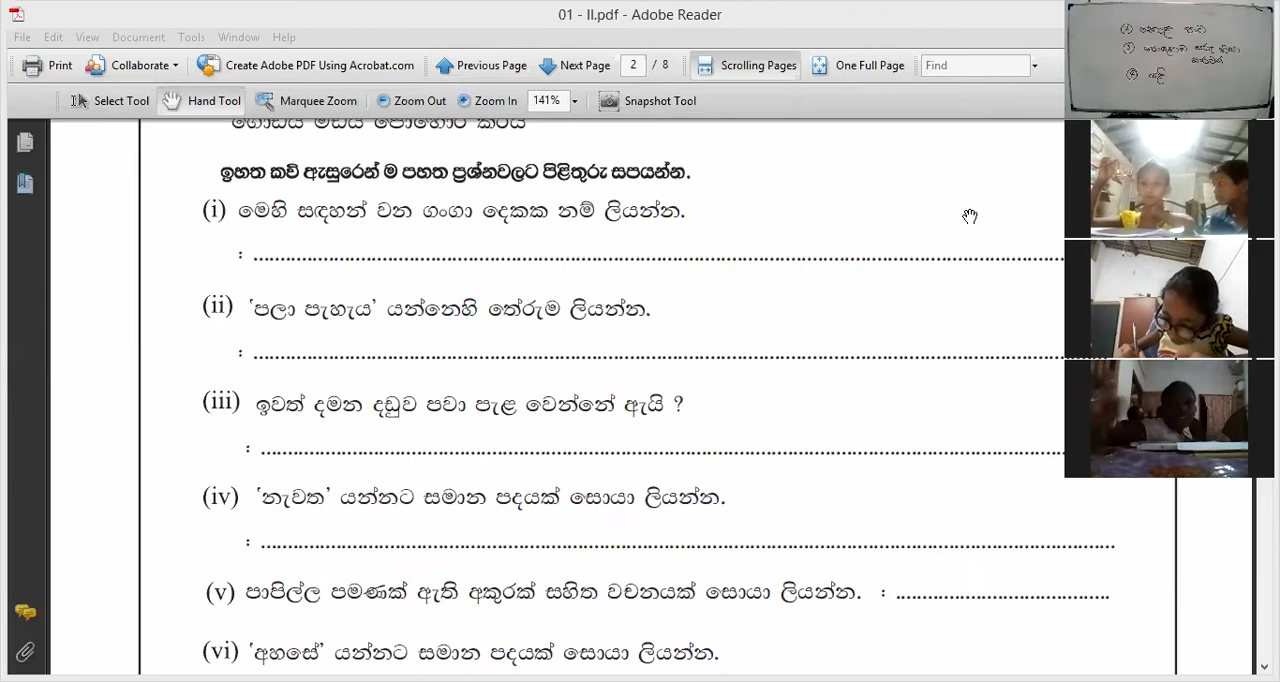 01 - II.pdf - Adobe Reader
File Edit View Document Tools Window Help
Print Collaborate Create Adobe PDF Using Acrobat.com Previous Page Next Page 2 / 8 Scrolling Pages One Full Page Find
Select Tool Hand Tool Marquee Zoom Zoom Out Zoom In 141% Snapshot Tool
ගොඩය මඩය පොහොර කරය
ඉහත කවි ඇසුරෙන් ම පහත ප්‍රශ්නවලට පිළිතුරු සපයන්න.
(i) මෙහි සඳහන් වන ගංගා දෙකක නම් ලියන්න.
: ..........................................................................................
(ii) 'පලා පැහැය' යන්නෙහි තේරුම ලියන්න.
: ..........................................................................................
(iii) ඉවත් දමන දඬුව පවා පැළ වෙන්නේ ඇයි ?
: ..........................................................................................
(iv) 'නැවත' යන්නට සමාන පදයක් සොයා ලියන්න.
: ..........................................................................................
(v) පාපිල්ල පමණක් ඇති අකුරක් සහිත වචනයක් සොයා ලියන්න. : ......................................
(vi) 'අහසේ' යන්නට සමාන පදයක් සොයා ලියන්න.